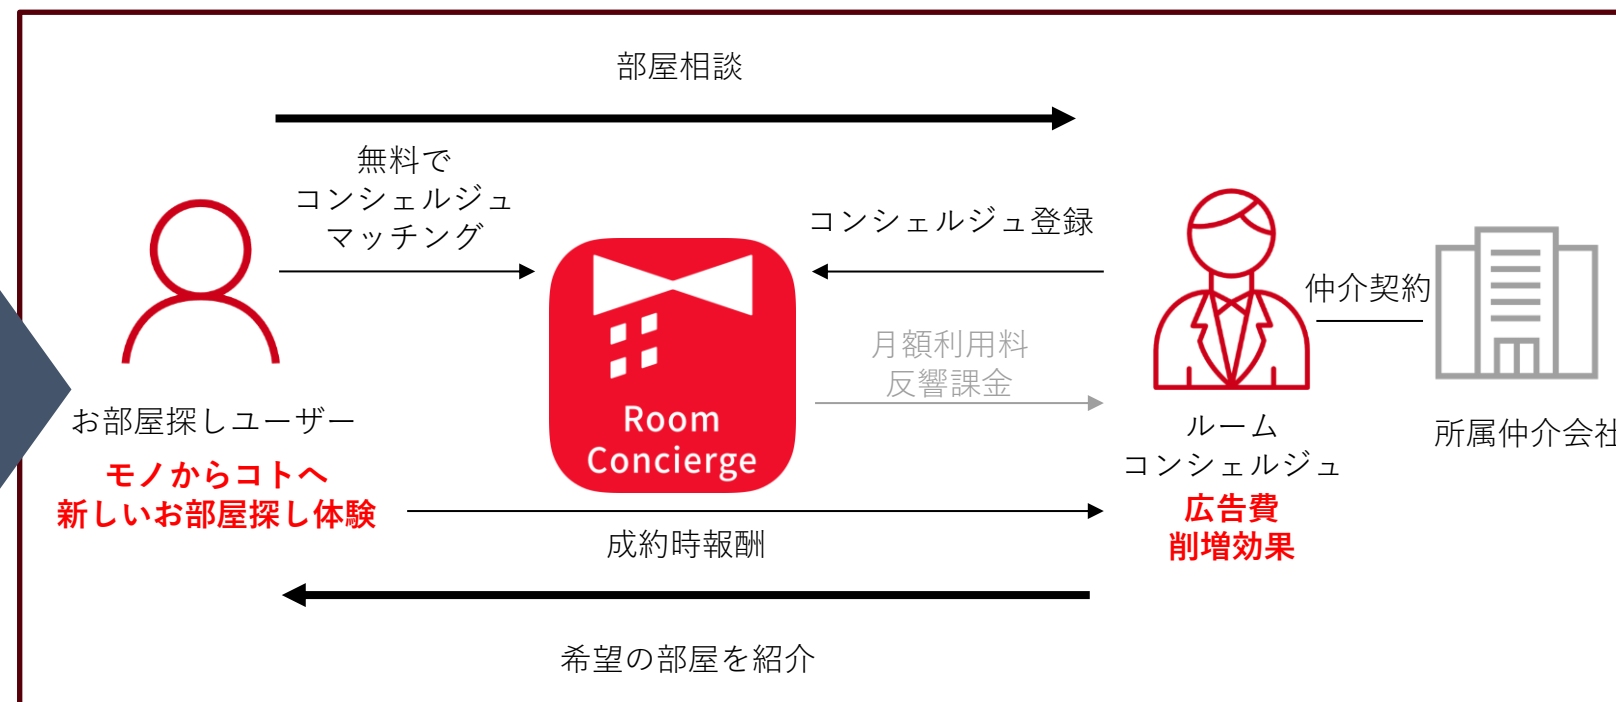 部屋相談
無料で
コンシェルジュ
マッチング
コンシェルジュ登録
仲介契約
月額利用料
反響課金
Room
Concierge
お部屋探しユーザー
モノからコトへ
新しいお部屋探し体験
ルーム
コンシェルジュ
広告費
削増効果
所属仲介会社
成約時報酬
希望の部屋を紹介